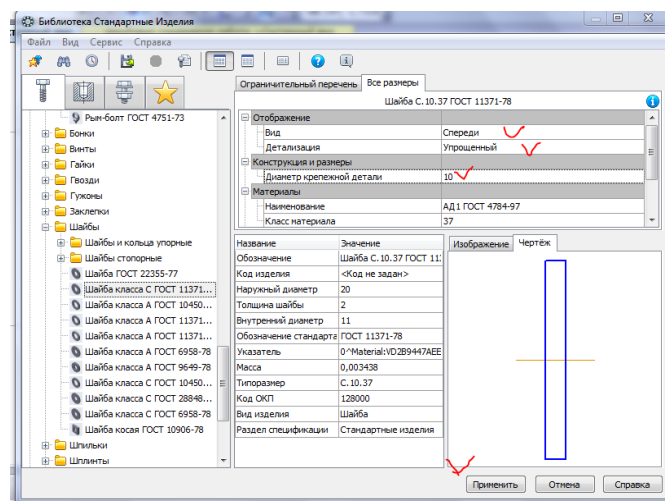 Библиотека Стандартные Изделия
Файл Вид Сервис Справка
Ограничительный перечень Все размеры
Шайба C.10.37 ГОСТ 11371-78
Отображение
Вид Спереди
Детализация Упрощенный
Конструкция и размеры
Диаметр крепежной детали 10
Материалы
Наименование АД1 ГОСТ 4784-97
Класс материала 37
Рым-болт ГОСТ 4751-73
Бонки
Винты
Гайки
Гвозди
Гужоны
Заклепки
Шайбы
Шайбы и кольца упорные
Шайбы стопорные
Шайба ГОСТ 22355-77
Шайба класса C ГОСТ 11371...
Шайба класса A ГОСТ 10450...
Шайба класса A ГОСТ 11371...
Шайба класса A ГОСТ 11371...
Шайба класса A ГОСТ 6958-78
Шайба класса A ГОСТ 9649-78
Шайба класса C ГОСТ 10450...
Шайба класса C ГОСТ 28848...
Шайба класса C ГОСТ 6958-78
Шайба косая ГОСТ 10906-78
Шпильки
Шплинты
Название Значение
Обозначение Шайба C.10.37 ГОСТ 11:
Код изделия <Код не задан>
Наружный диаметр 20
Толщина шайбы 2
Внутренний диаметр 11
Обозначение стандарта ГОСТ 11371-78
Указатель 0^Material:VD2B9447AEE
Масса 0,003438
Типоразмер C.10.37
Код ОКП 128000
Вид изделия Шайба
Раздел спецификации Стандартные изделия
Изображение Чертёж
Применить Отмена Справка